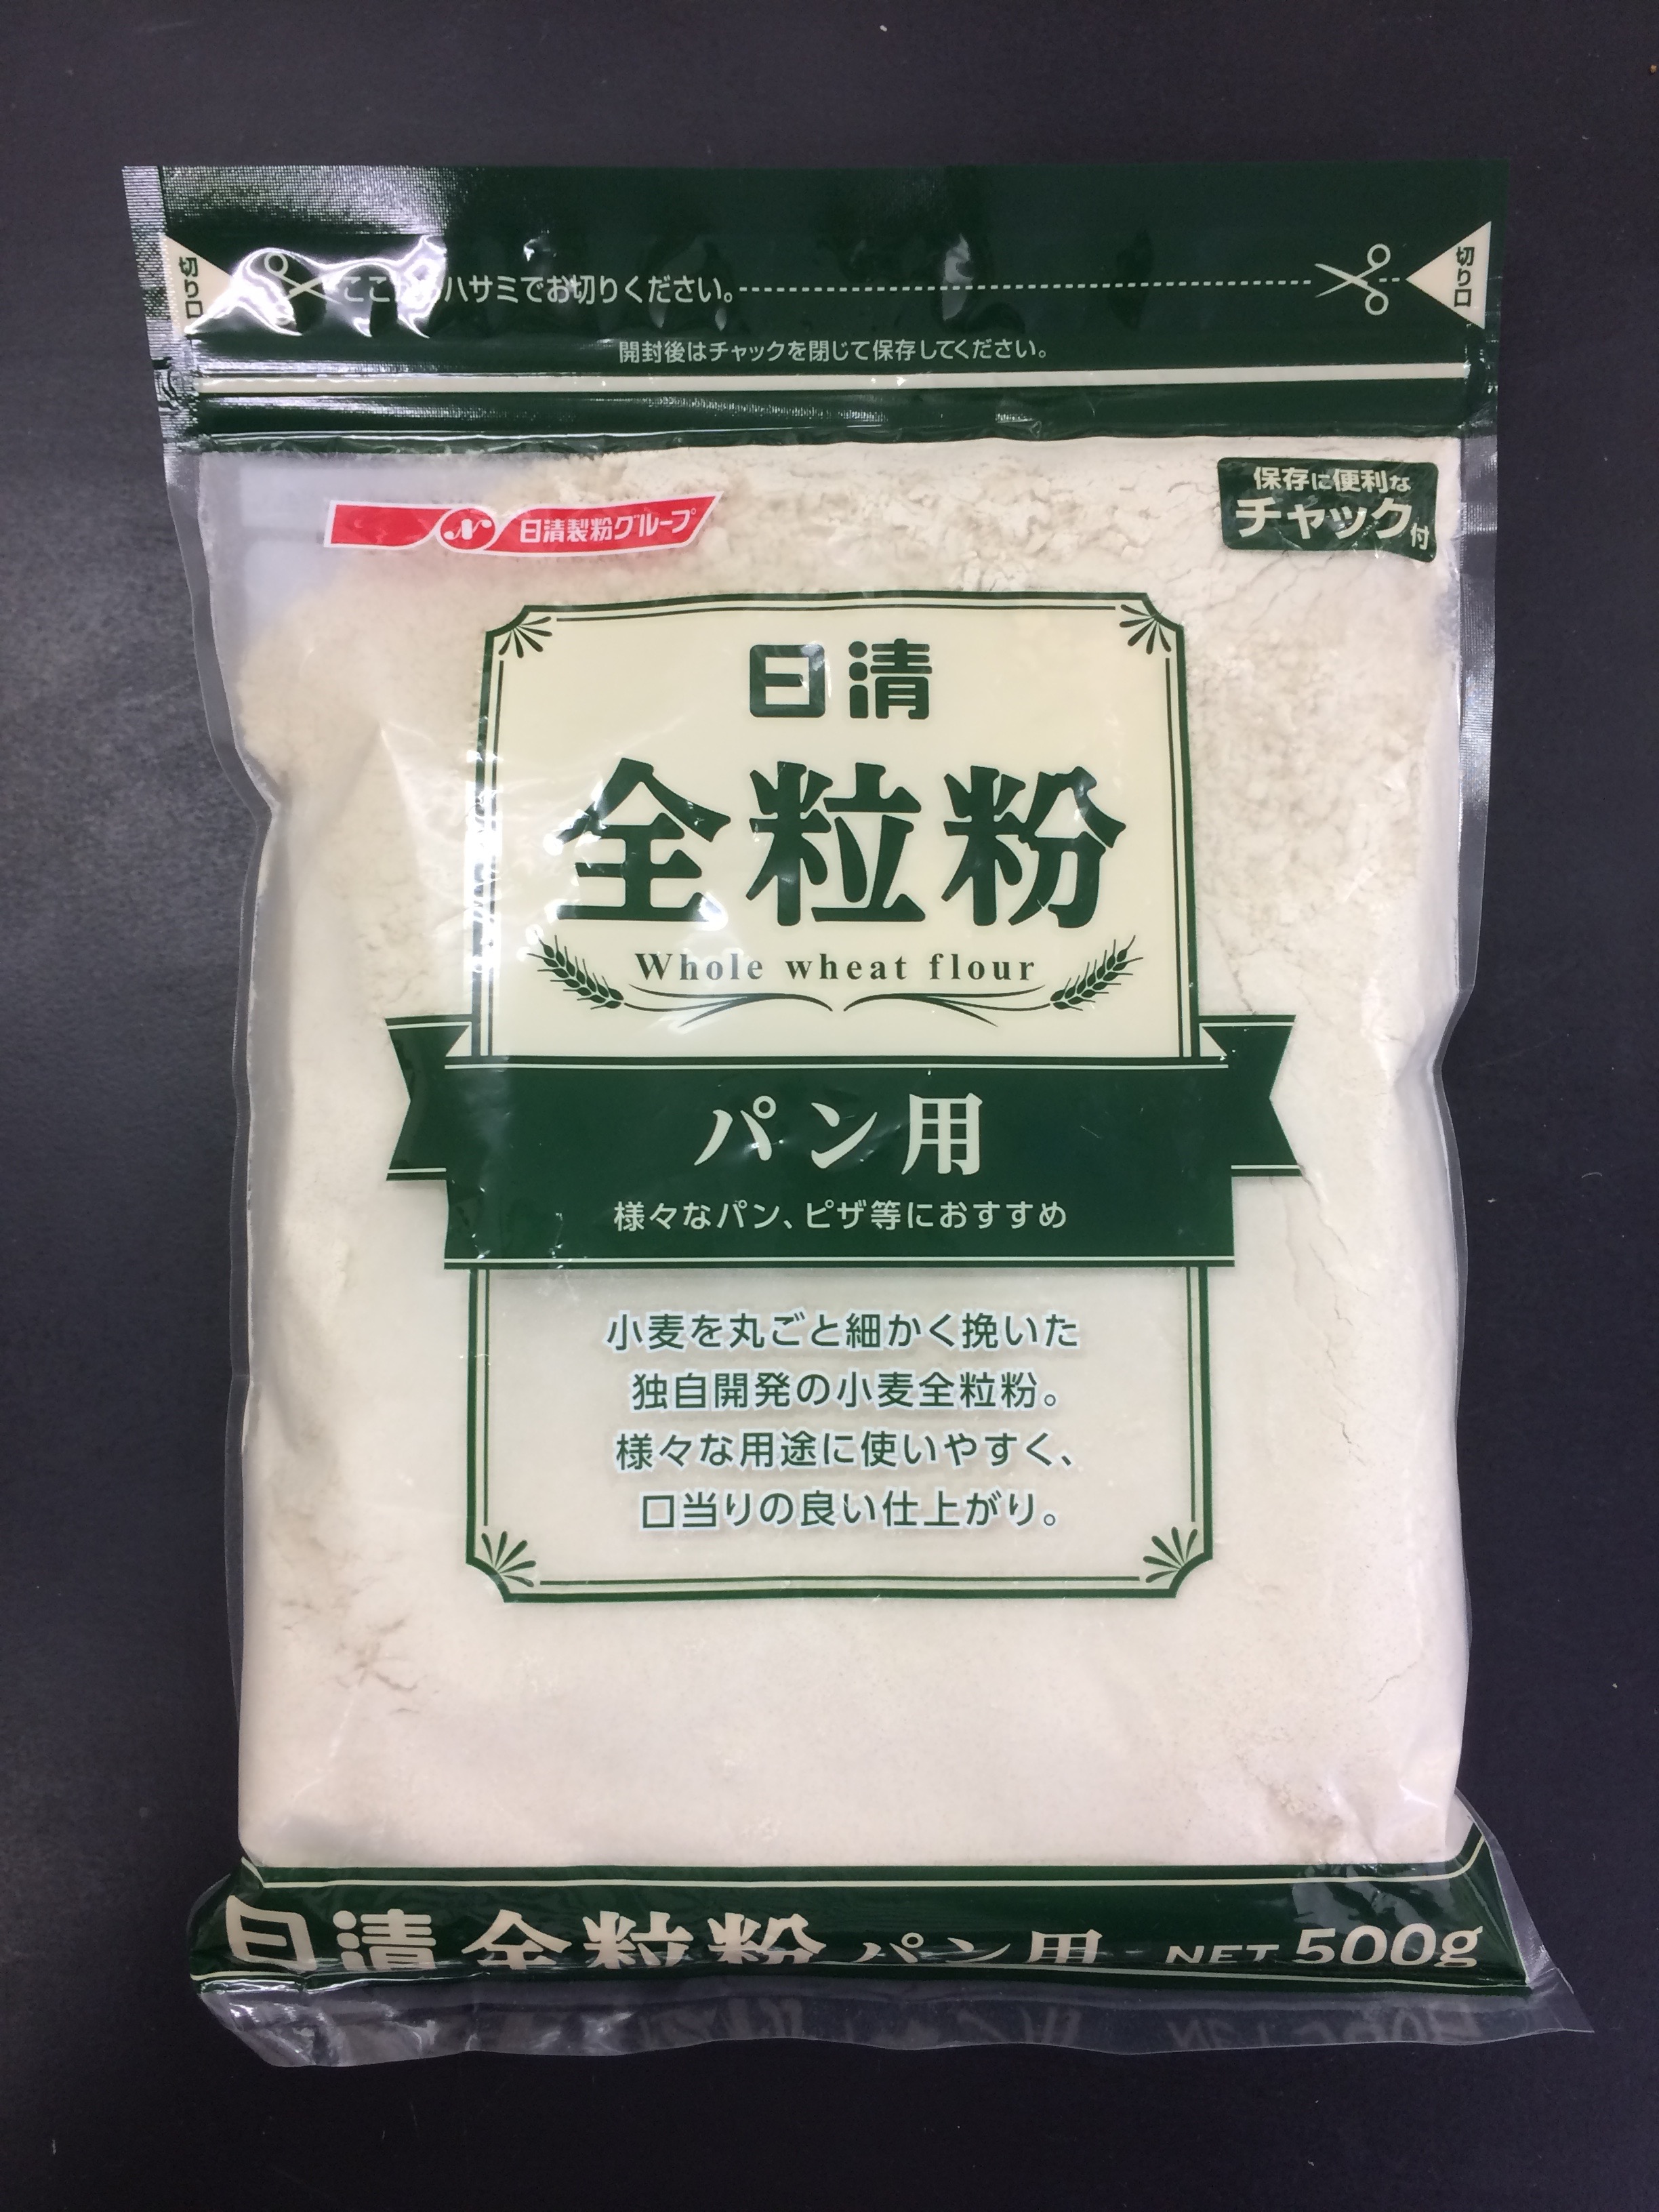 切り口
ハサミでお切りください。
切り口
開封後はチャックを閉じて保存してください。
日清製粉グループ
保存に便利な
チャック付
日清
全粒粉
Whole wheat flour
パン用
様々なパン、ピザ等におすすめ
小麦を丸ごと細かく挽いた
独自開発の小麦全粒粉。
様々な用途に使いやすく、
口当りの良い仕上がり。
日清 全粒粉 パン用 NET 500g